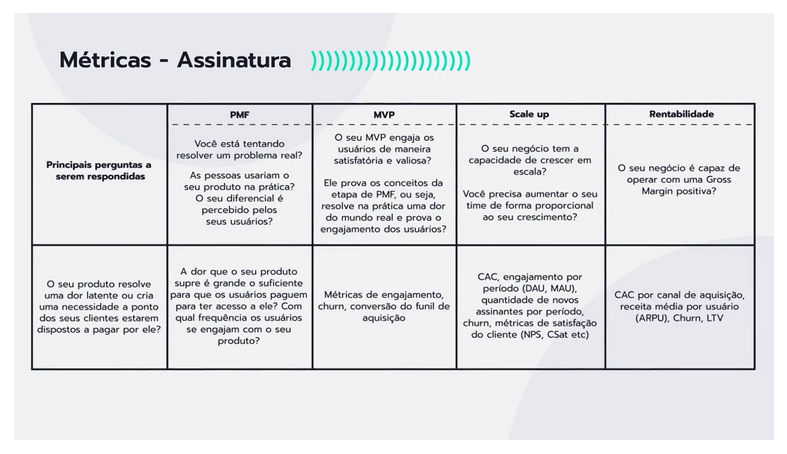 Métricas - Assinatura
PMF
MVP
Scale up
Rentabilidade
Principais perguntas a
serem respondidas
Você está tentando
resolver um problema real?
As pessoas usariam o
seu produto na prática?
O seu diferencial é
percebido pelos
seus usuários?
O seu MVP engaja os
usuários de maneira
satisfatória e valiosa?
Ele prova os conceitos da
etapa de PMF, ou seja,
resolve na prática uma dor
do mundo real e prova o
engajamento dos usuários?
O seu negócio tem a
capacidade de crescer em
escala?
Você precisa aumentar o seu
time de forma proporcional
ao seu crescimento?
O seu negócio é capaz de
operar com uma Gross
Margin positiva?
O seu produto resolve
uma dor latente ou cria
uma necessidade a ponto
dos seus clientes estarem
dispostos a pagar por ele?
A dor que o seu produto
supre é grande o suficiente
para que os usuários paguem
para ter acesso a ele? Com
qual frequência os usuários
se engajam com o seu
produto?
Métricas de engajamento,
churn, conversão do funil de
aquisição
CAC, engajamento por
período (DAU, MAU),
quantidade de novos
assinantes por período,
churn, métricas de satisfação
do cliente (NPS, CSat etc)
CAC por canal de aquisição,
receita média por usuário
(ARPU), Churn, LTV